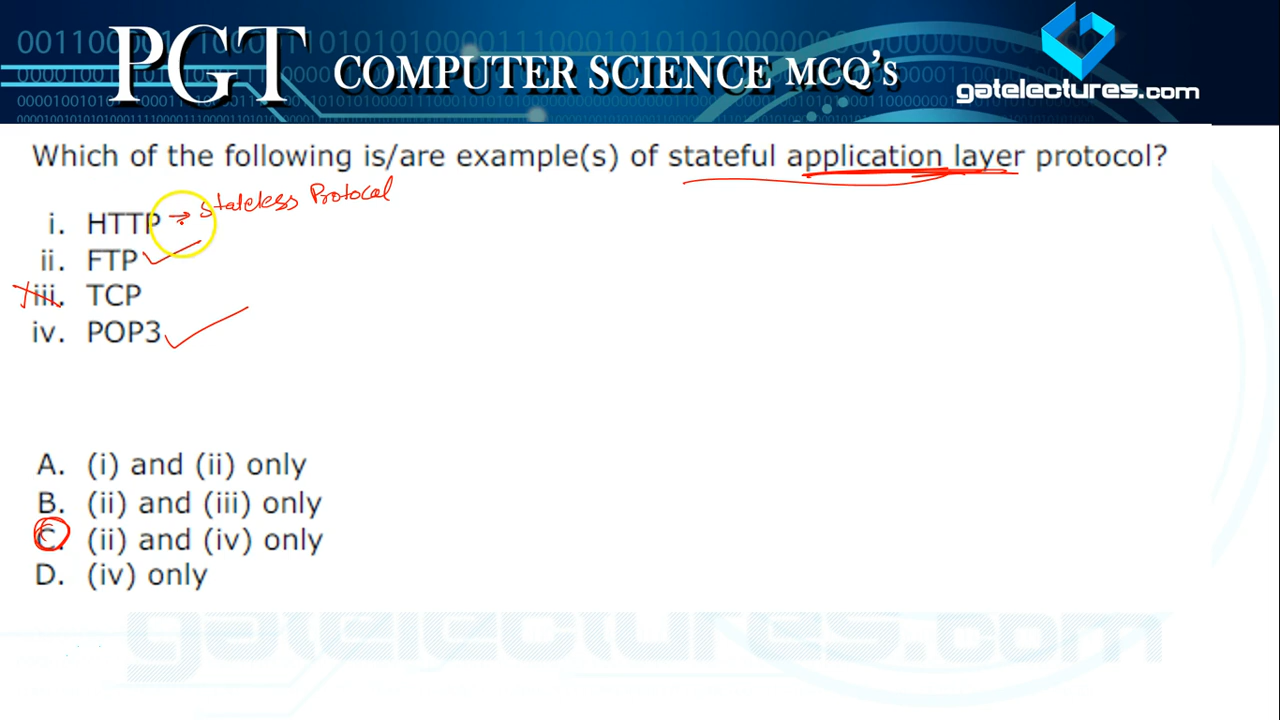 PGT COMPUTER SCIENCE MCQ's
gatelectures.com
Which of the following is/are example(s) of stateful application layer protocol?
i. HTTP → Stateless Protocal
ii. FTP
iii. TCP
iv. POP3
A. (i) and (ii) only
B. (ii) and (iii) only
C. (ii) and (iv) only
D. (iv) only
gatelectures.com